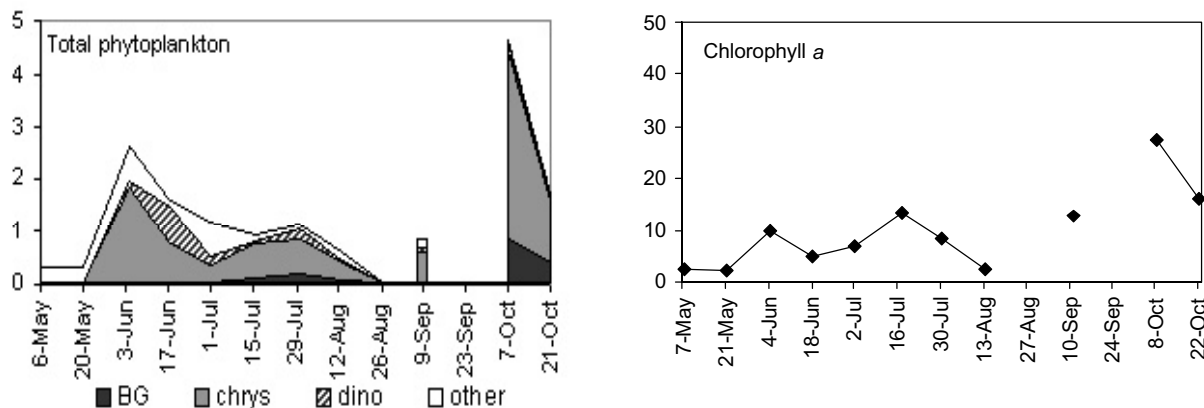 Total phytoplankton
5
4
3
2
1
0
6-May
20-May
3-Jun
17-Jun
1-Jul
15-Jul
29-Jul
12-Aug
26-Aug
9-Sep
23-Sep
7-Oct
21-Oct
BG chrys dino other
Chlorophyll a
50
40
30
20
10
0
7-May
21-May
4-Jun
18-Jun
2-Jul
16-Jul
30-Jul
13-Aug
27-Aug
10-Sep
24-Sep
8-Oct
22-Oct